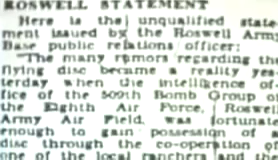 ROSWELL STATEMENT
Here is the unqualified state-
ment issued by the Roswell Army
Base public relations officer:
"The many rumors regarding the
flying disc became a reality yes-
terday when the intelligence of-
fice of the 509th Bomb Group of
the Eighth Air Force, Roswell
Army Air Field, was fortunate
enough to gain possession of a
disc through the co-operation of
one of the local ranchers and